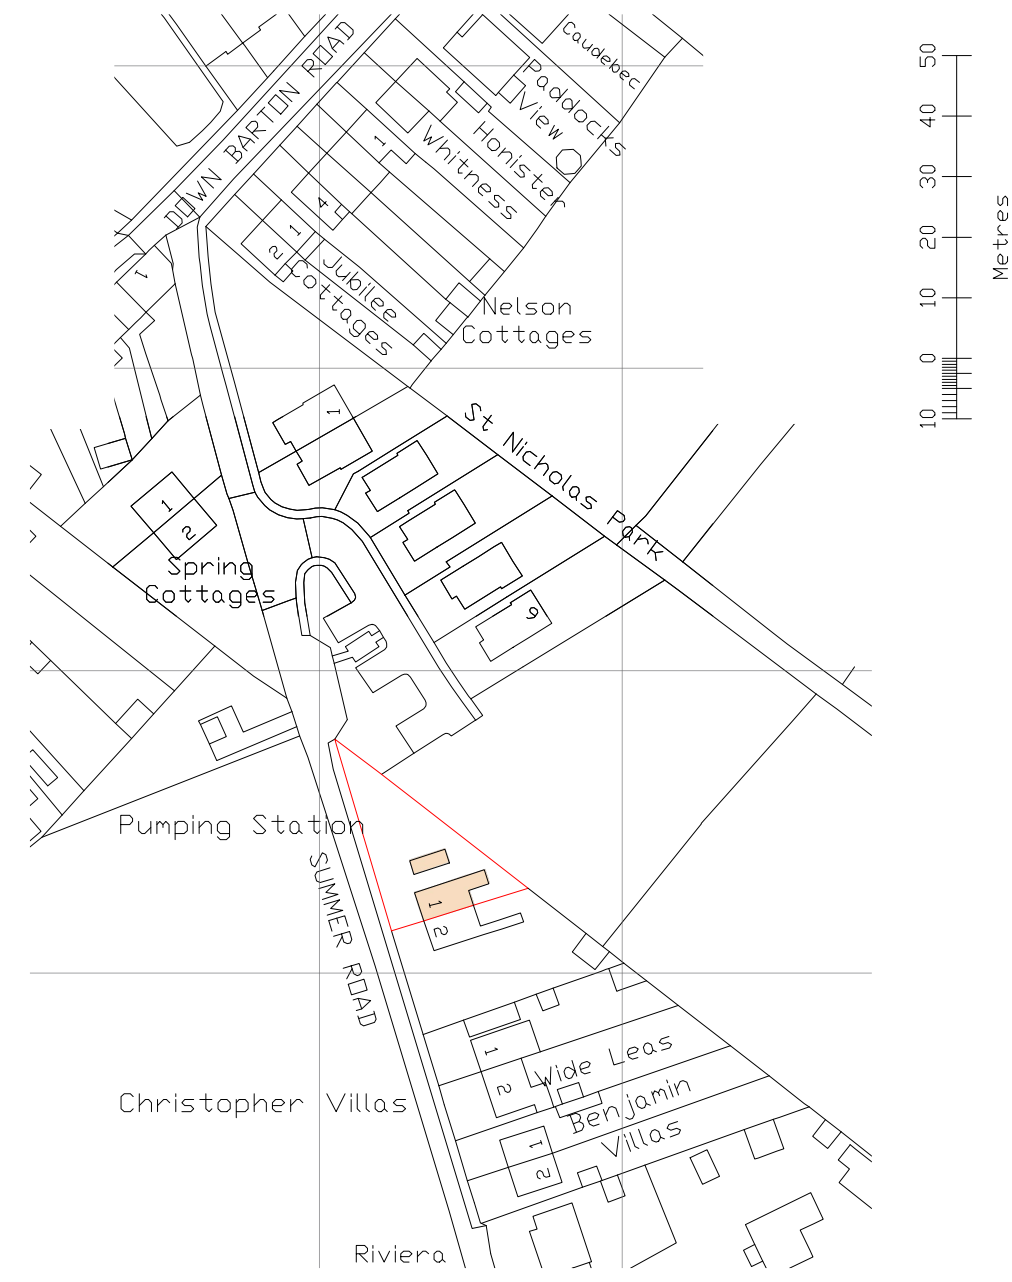 Caudebec
DOWN BARTON ROAD
Paddocks
View
Honister
Whitness
1
4
1
2
1
Jubilee
Cottages
Nelson
Cottages
50
40
30
20
10
0
10
Metres
1
St Nicholas Park
1
2
Spring
Cottages
9
Pumping Station
SUMMER ROAD
1
2
Christopher Villas
1
2
Wide Leas
Benjamin
Villas
1
2
Riviera